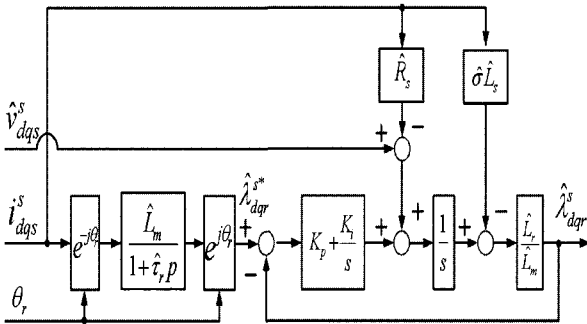 R̂_s
σ̂L̂_s
v̂^s_dqs
+
−
i^s_dqs
e^-jθ_r
L̂_m / (1+τ̂_r p)
e^jθ_r
λ̂^s*_dqr
+
−
K_p + K_i/s
+
+
1/s
+
−
L̂_r/L̂_m
λ̂^s_dqr
θ_r